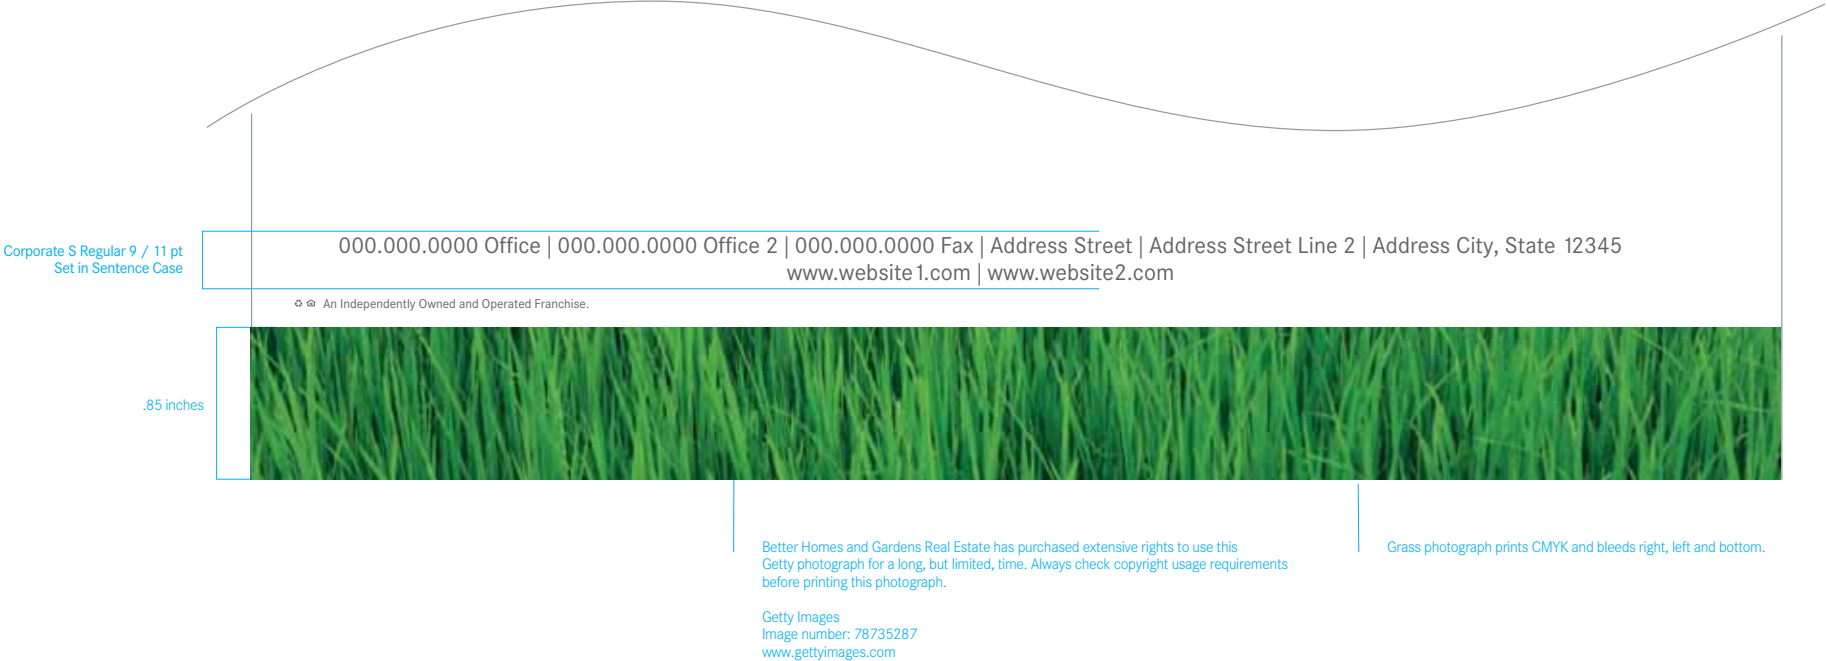 Corporate S Regular 9 / 11 pt
Set in Sentence Case
000.000.0000 Office | 000.000.0000 Office 2 | 000.000.0000 Fax | Address Street | Address Street Line 2 | Address City, State 12345
www.website1.com | www.website2.com
An Independently Owned and Operated Franchise.
.85 inches
Better Homes and Gardens Real Estate has purchased extensive rights to use this
Getty photograph for a long, but limited, time. Always check copyright usage requirements
before printing this photograph.
Getty Images
Image number: 78735287
www.gettyimages.com
Grass photograph prints CMYK and bleeds right, left and bottom.